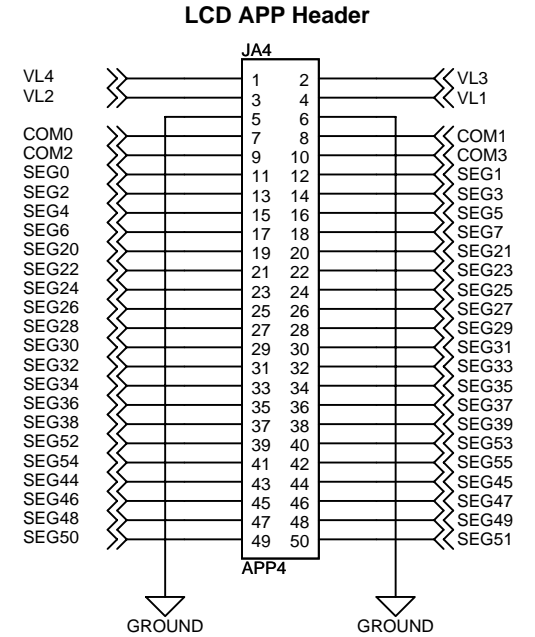 LCD APP Header
JA4
VL4 1 2 VL3
VL2 3 4 VL1
5 6
COM0 7 8 COM1
COM2 9 10 COM3
SEG0 11 12 SEG1
SEG2 13 14 SEG3
SEG4 15 16 SEG5
SEG6 17 18 SEG7
SEG20 19 20 SEG21
SEG22 21 22 SEG23
SEG24 23 24 SEG25
SEG26 25 26 SEG27
SEG28 27 28 SEG29
SEG30 29 30 SEG31
SEG32 31 32 SEG33
SEG34 33 34 SEG35
SEG36 35 36 SEG37
SEG38 37 38 SEG39
SEG52 39 40 SEG53
SEG54 41 42 SEG55
SEG44 43 44 SEG45
SEG46 45 46 SEG47
SEG48 47 48 SEG49
SEG50 49 50 SEG51
APP4
GROUND GROUND